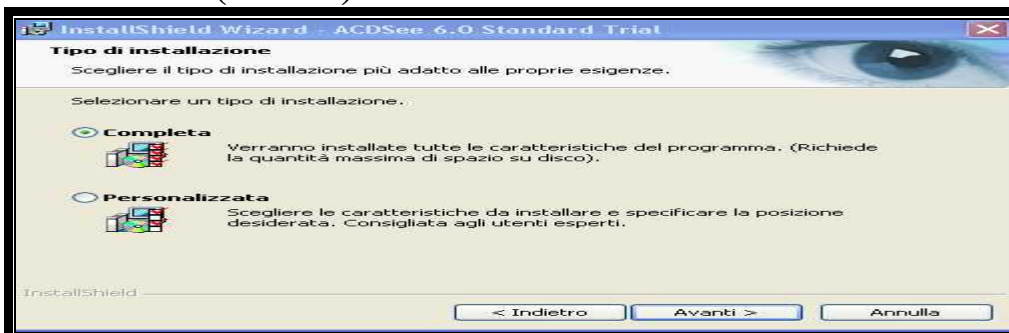 InstallShield Wizard - ACDSee 6.0 Standard Trial
Tipo di installazione
Scegliere il tipo di installazione più adatto alle proprie esigenze.
Selezionare un tipo di installazione.
Completa
Verranno installate tutte le caratteristiche del programma. (Richiede
la quantità massima di spazio su disco).
Personalizzata
Scegliere le caratteristiche da installare e specificare la posizione
desiderata. Consigliata agli utenti esperti.
InstallShield
< Indietro
Avanti >
Annulla